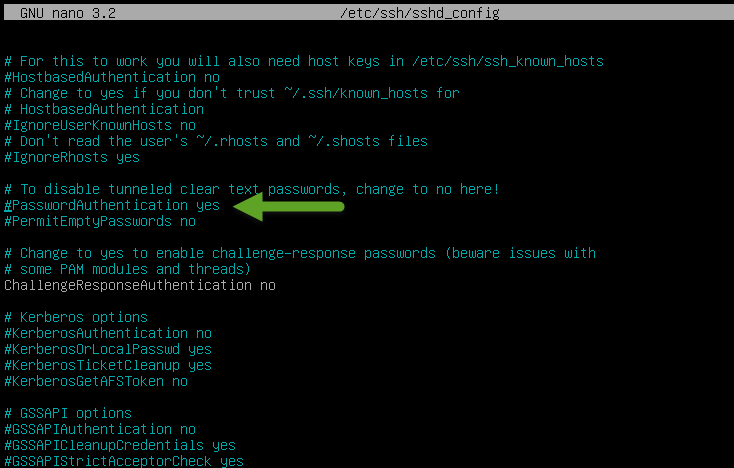 GNU nano 3.2 /etc/ssh/sshd_config
# For this to work you will also need host keys in /etc/ssh/ssh_known_hosts
#HostbasedAuthentication no
# Change to yes if you don't trust ~/.ssh/known_hosts for
# HostbasedAuthentication
#IgnoreUserKnownHosts no
# Don't read the user's ~/.rhosts and ~/.shosts files
#IgnoreRhosts yes
# To disable tunneled clear text passwords, change to no here!
#PasswordAuthentication yes
#PermitEmptyPasswords no
# Change to yes to enable challenge-response passwords (beware issues with
# some PAM modules and threads)
ChallengeResponseAuthentication no
# Kerberos options
#KerberosAuthentication no
#KerberosOrLocalPasswd yes
#KerberosTicketCleanup yes
#KerberosGetAFSToken no
# GSSAPI options
#GSSAPIAuthentication no
#GSSAPICleanupCredentials yes
#GSSAPIStrictAcceptorCheck yes